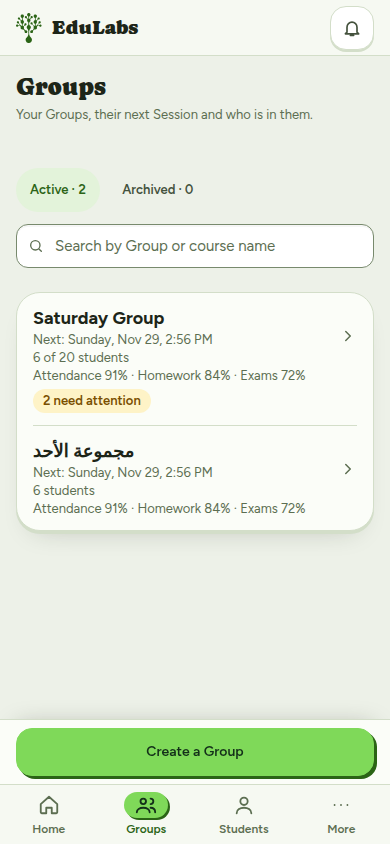 EduLabs
Groups
Your Groups, their next Session and who is in them.
Active · 2
Archived · 0
Search by Group or course name
Saturday Group
Next: Sunday, Nov 29, 2:56 PM
6 of 20 students
Attendance 91% · Homework 84% · Exams 72%
2 need attention
مجموعة الأحد
Next: Sunday, Nov 29, 2:56 PM
6 students
Attendance 91% · Homework 84% · Exams 72%
Create a Group
Home
Groups
Students
More